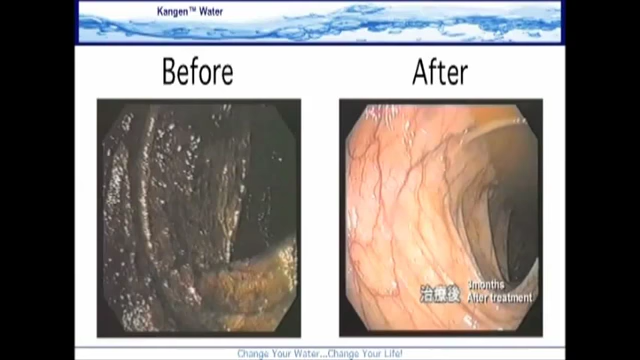 Kangen™ Water
Before
After
治療後
3months
After treatment
Change Your Water...Change Your Life!